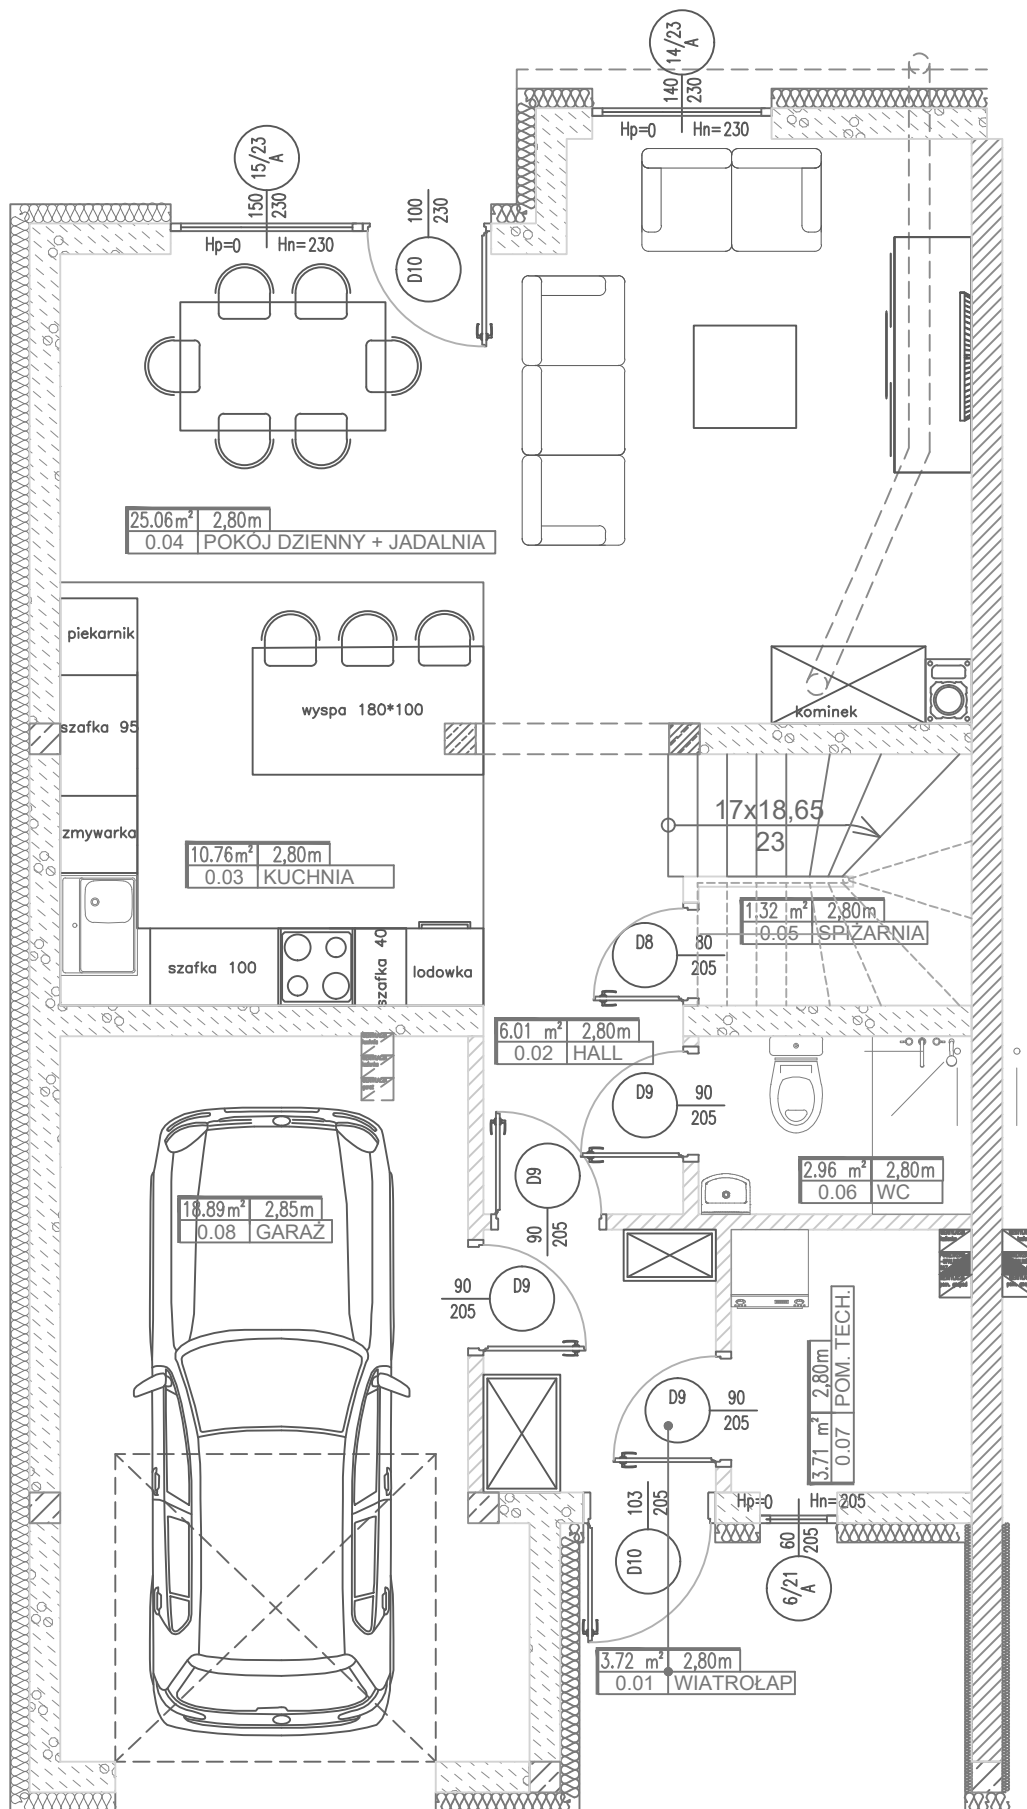 14/23
A
140
230
Hp=0 Hn=230
15/23
A
150
230
Hp=0 Hn=230
100
230
D10
25.06m² 2,80m
0.04 POKÓJ DZIENNY + JADALNIA
piekarnik
szafka 95
wyspa 180*100
kominek
zmywarka
17x18,65
23
10.76m² 2,80m
0.03 KUCHNIA
1,32 m² 2,80m
0.05 SPIŻARNIA
D8 80
205
szafka 100
szafka 40
lodowka
6.01 m² 2,80m
0.02 HALL
D9 90
205
D9
90
205
2.96 m² 2,80m
0.06 WC
18.89m² 2,85m
0.08 GARAŻ
90
205
D9
3.71 m² 2,80m
0.07 POM. TECH.
D9 90
205
103
205
D10
Hp=0 Hn=205
60
205
6/21
A
3.72 m² 2,80m
0.01 WIATROŁAP